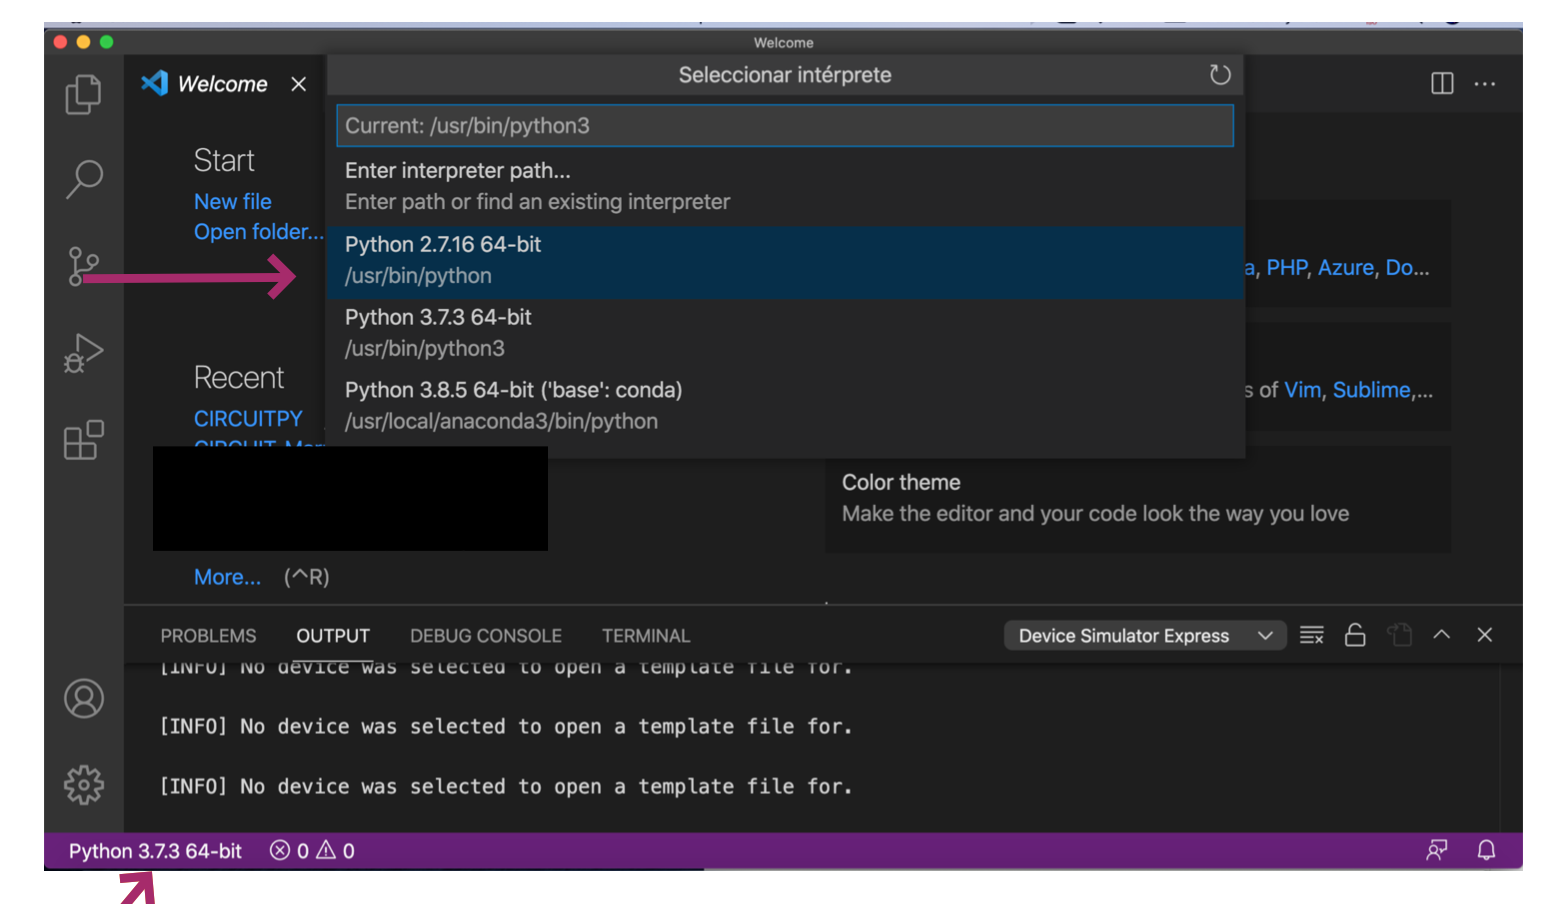 Welcome
Welcome
Seleccionar intérprete
Current: /usr/bin/python3
Enter interpreter path...
Enter path or find an existing interpreter
Python 2.7.16 64-bit
/usr/bin/python
Python 3.7.3 64-bit
/usr/bin/python3
Python 3.8.5 64-bit ('base': conda)
/usr/local/anaconda3/bin/python
Start
New file
Open folder...
a, PHP, Azure, Do...
Recent
s of Vim, Sublime,...
CIRCUITPY
More... (^R)
Color theme
Make the editor and your code look the way you love
PROBLEMS OUTPUT DEBUG CONSOLE TERMINAL Device Simulator Express
[INFO] No device was selected to open a template file for.
[INFO] No device was selected to open a template file for.
[INFO] No device was selected to open a template file for.
Python 3.7.3 64-bit 0 0